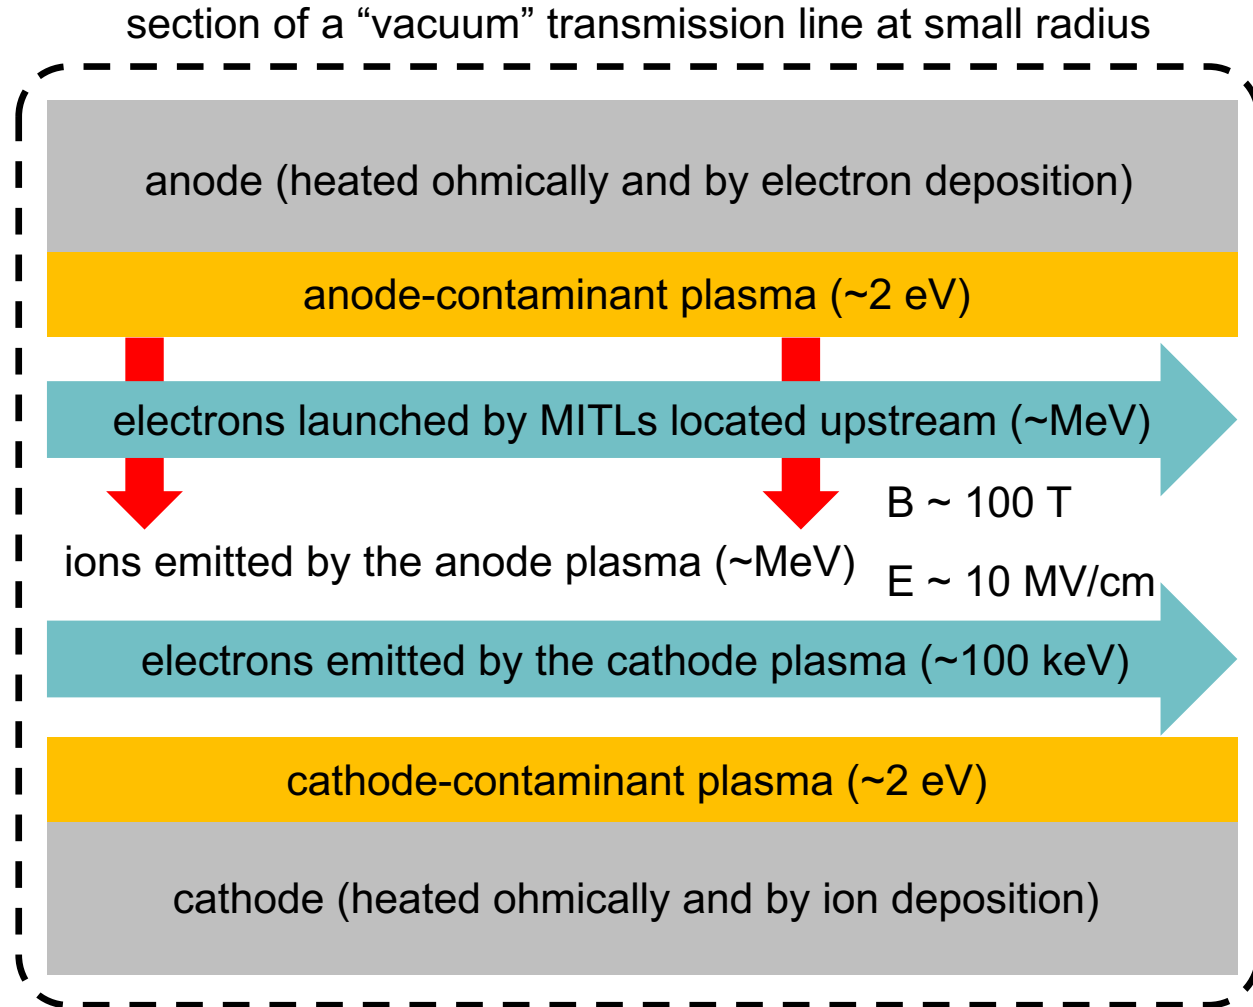 section of a “vacuum” transmission line at small radius
anode (heated ohmically and by electron deposition)
anode-contaminant plasma (~2 eV)
electrons launched by MITLs located upstream (~MeV)
B ~ 100 T
ions emitted by the anode plasma (~MeV)
E ~ 10 MV/cm
electrons emitted by the cathode plasma (~100 keV)
cathode-contaminant plasma (~2 eV)
cathode (heated ohmically and by ion deposition)